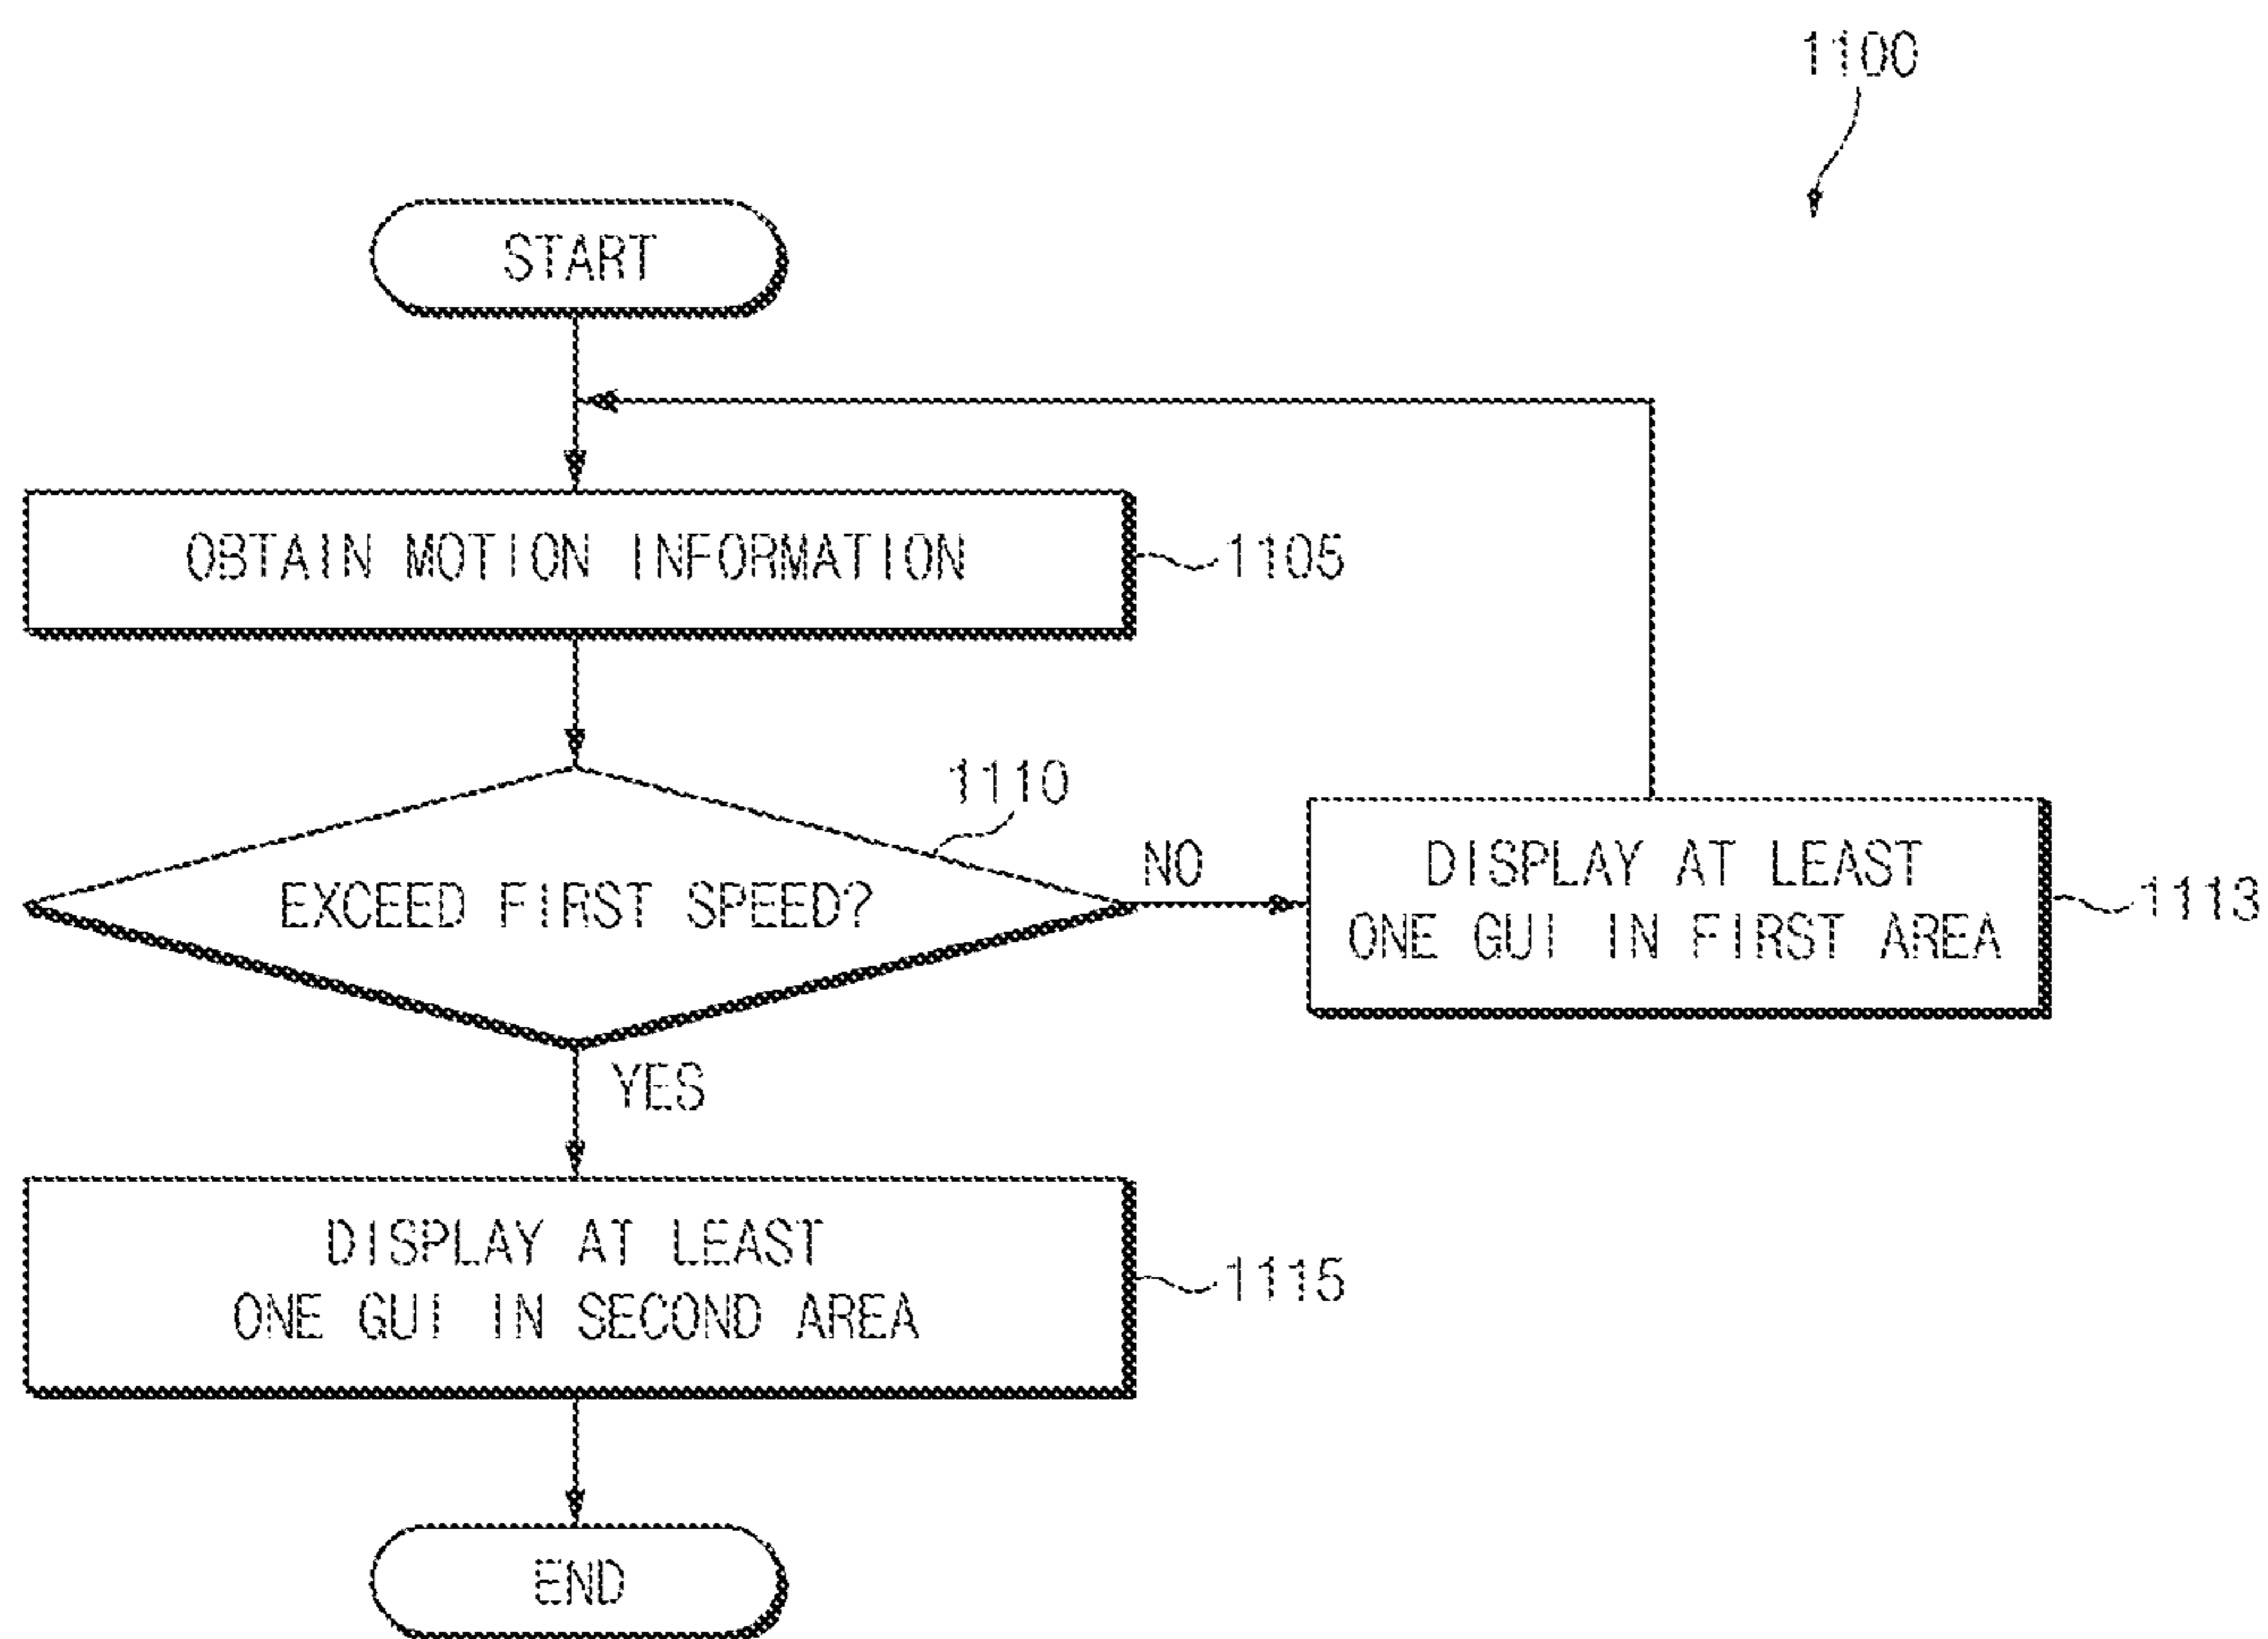 1100
START
OBTAIN MOTION INFORMATION
1105
1110
EXCEED FIRST SPEED?
NO
DISPLAY AT LEAST
ONE GUI IN FIRST AREA
1113
YES
DISPLAY AT LEAST
ONE GUI IN SECOND AREA
1115
END